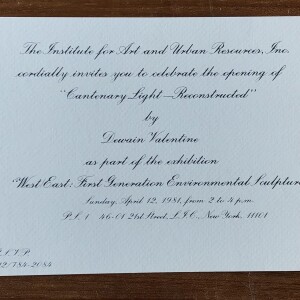 The Institute for Art and Urban Resources, Inc.
cordially invites you to celebrate the opening of
"Cantenary Light—Reconstructed"
by
Dewain Valentine
as part of the exhibition
West East: First Generation Environmental Sculpture
Sunday, April 12, 1981, from 2 to 4 p.m.
P.S. 1 46-01 21st Street, L.I.C., New York, 11101
784-2084